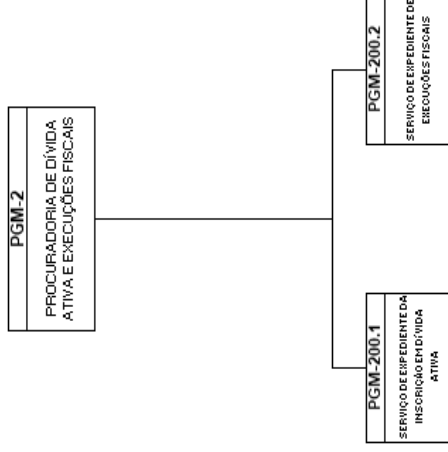 PGM-2
PROCURADORIA DE DÍVIDA
ATIVA E EXECUÇÕES FISCAIS
PGM-200.1
SERVIÇO DE EXPEDIENTE DA
INSCRIÇÃO EM DÍVIDA
ATIVA
PGM-200.2
SERVIÇO DE EXPEDIENTE DE
EXECUÇÕES FISCAIS